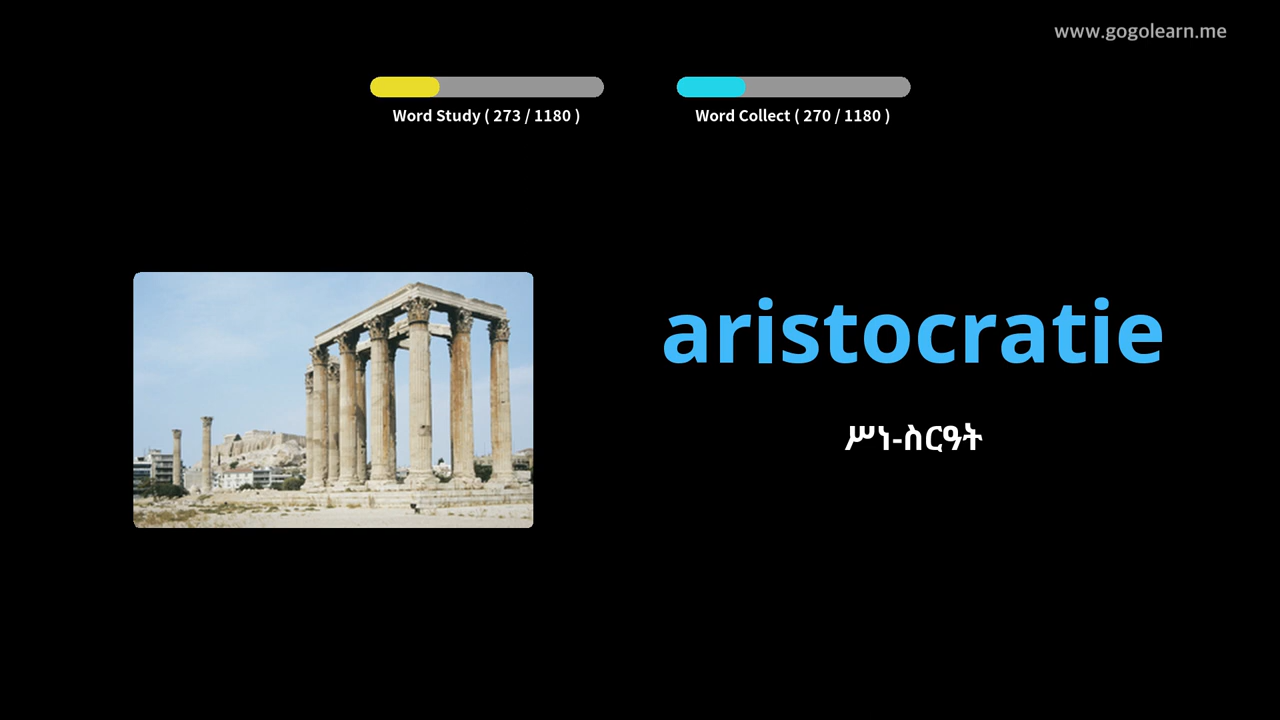 www.gogolearn.me
Word Study ( 273 / 1180 )
Word Collect ( 270 / 1180 )
aristocratie
ሥነ-ስርዓት